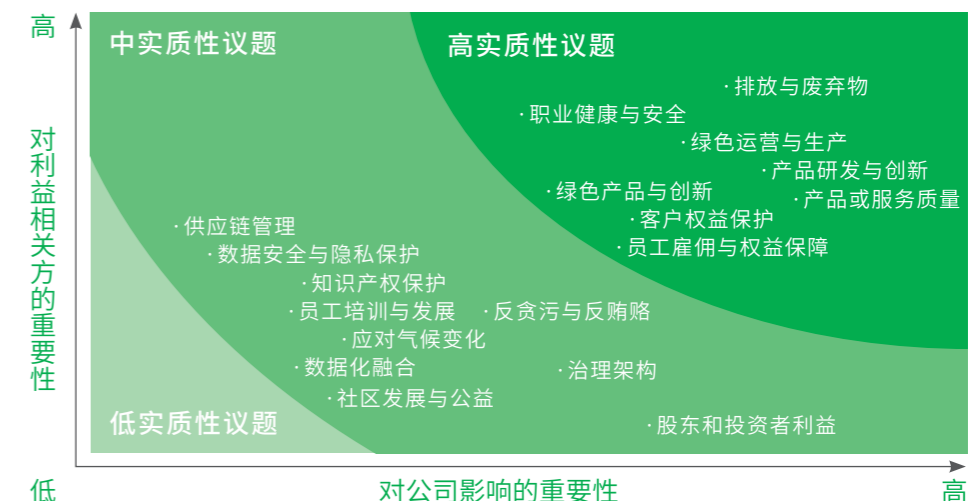 高
中实质性议题
高实质性议题
·排放与废弃物
·职业健康与安全
·绿色运营与生产
·产品研发与创新
·绿色产品与创新
·产品或服务质量
·客户权益保护
·员工雇佣与权益保障
对利益相关方的重要性
·供应链管理
·数据安全与隐私保护
·知识产权保护
·员工培训与发展
·反贪污与反贿赂
·应对气候变化
·数据化融合
·治理架构
·社区发展与公益
低实质性议题
·股东和投资者利益
低
对公司影响的重要性
高